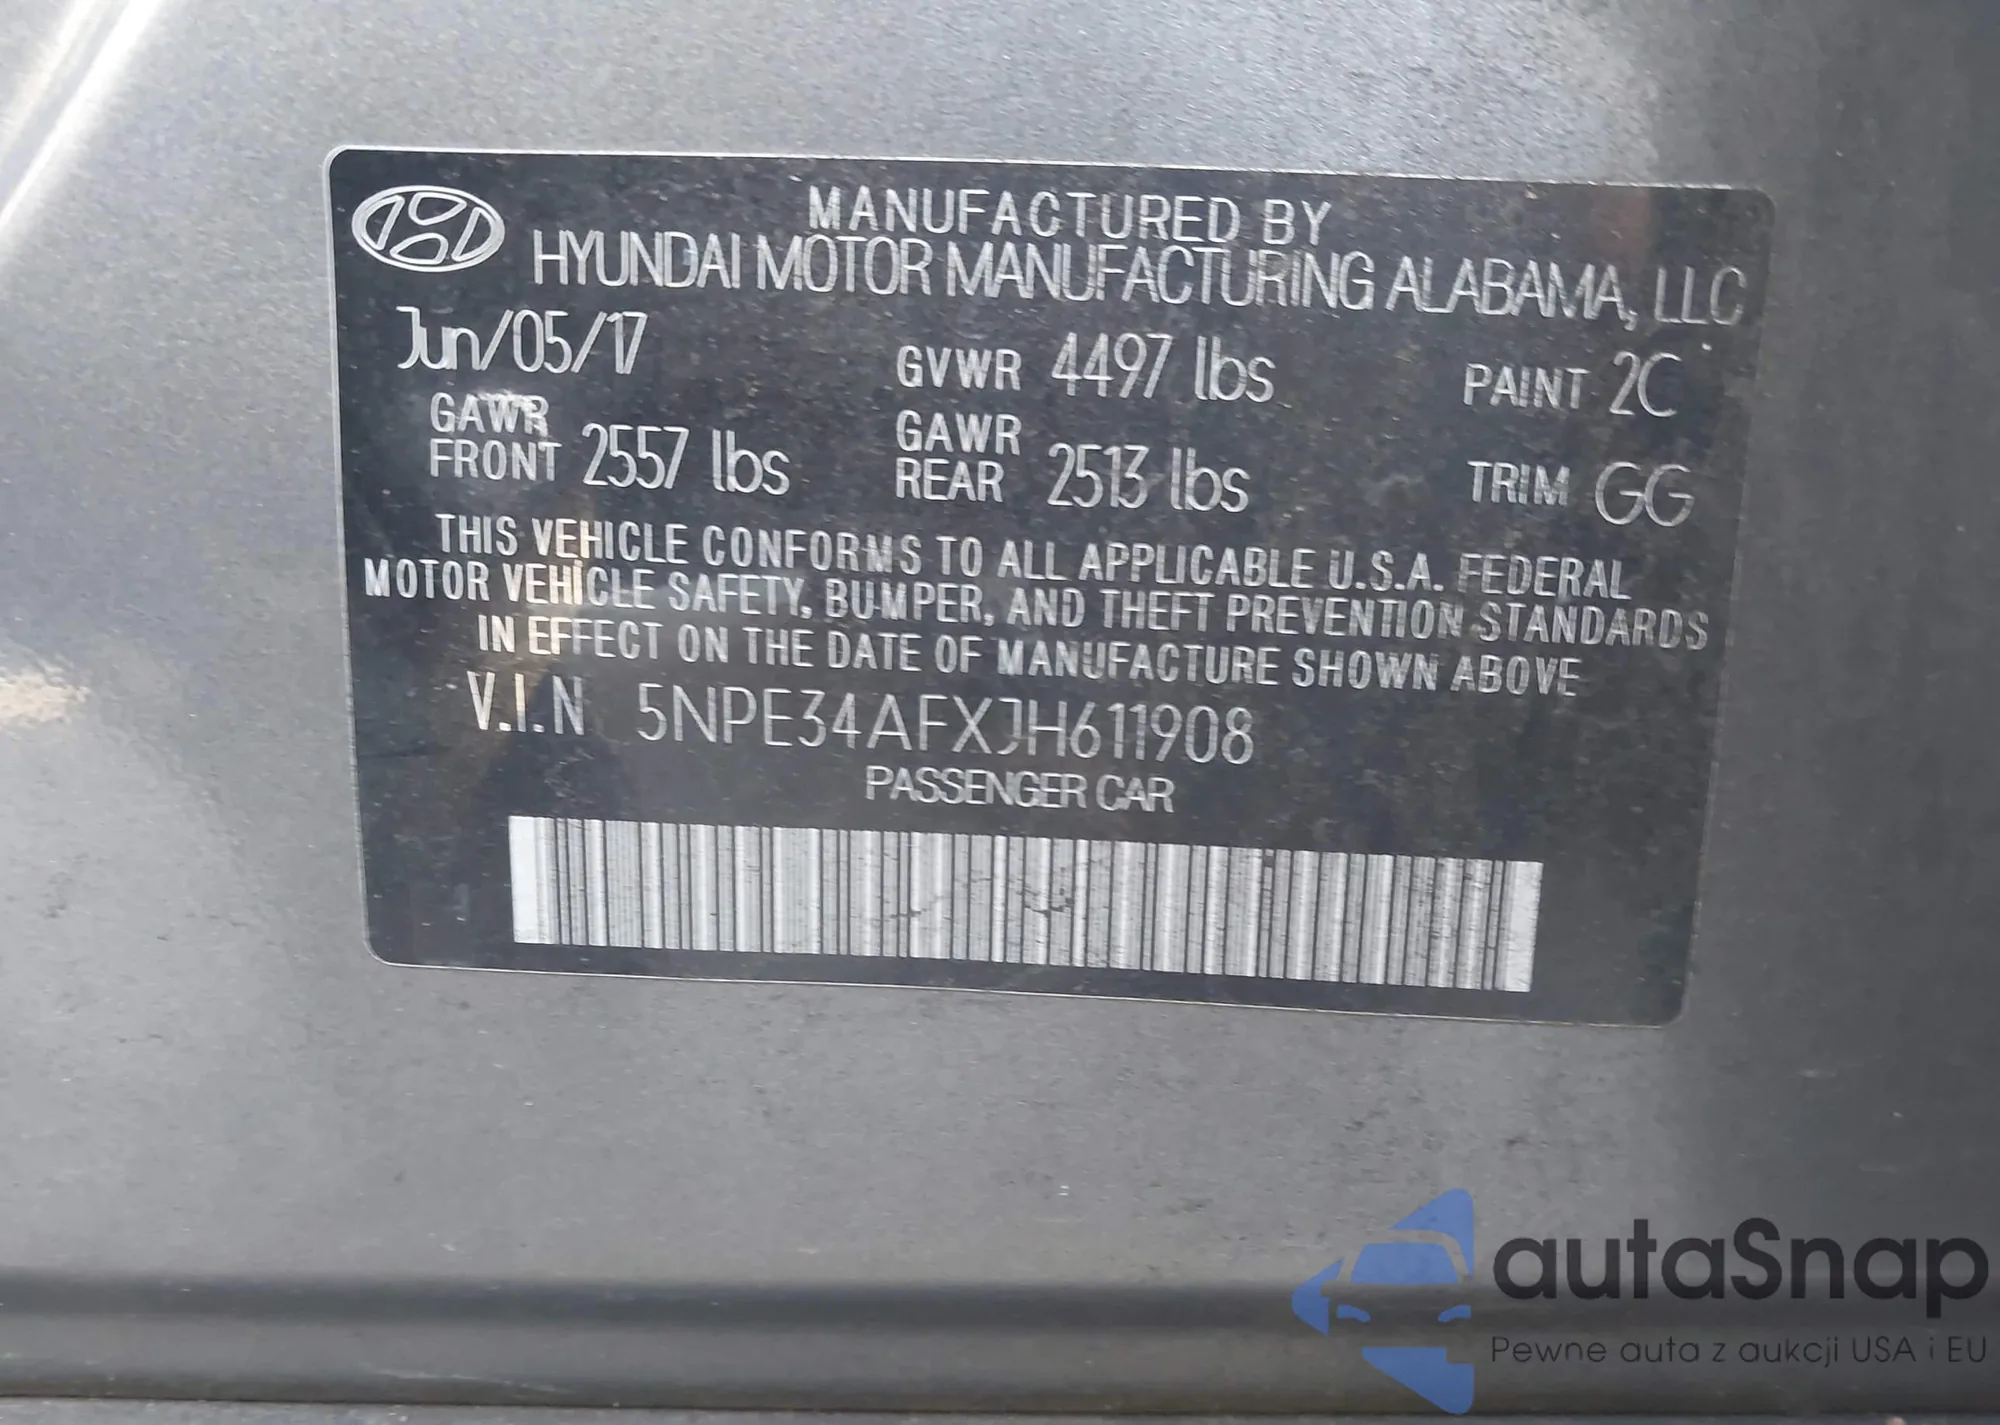 MANUFACTURED BY
HYUNDAI MOTOR MANUFACTURING ALABAMA, LLC
Jun/05/17 GVWR 4497 lbs PAINT 2C
GAWR FRONT 2557 lbs GAWR REAR 2513 lbs TRIM GG
THIS VEHICLE CONFORMS TO ALL APPLICABLE U.S.A. FEDERAL
MOTOR VEHICLE SAFETY, BUMPER, AND THEFT PREVENTION STANDARDS
IN EFFECT ON THE DATE OF MANUFACTURE SHOWN ABOVE
V.I.N 5NPE34AFXJH611908
PASSENGER CAR
autaSnap
Pewne auta z aukcji USA i EU